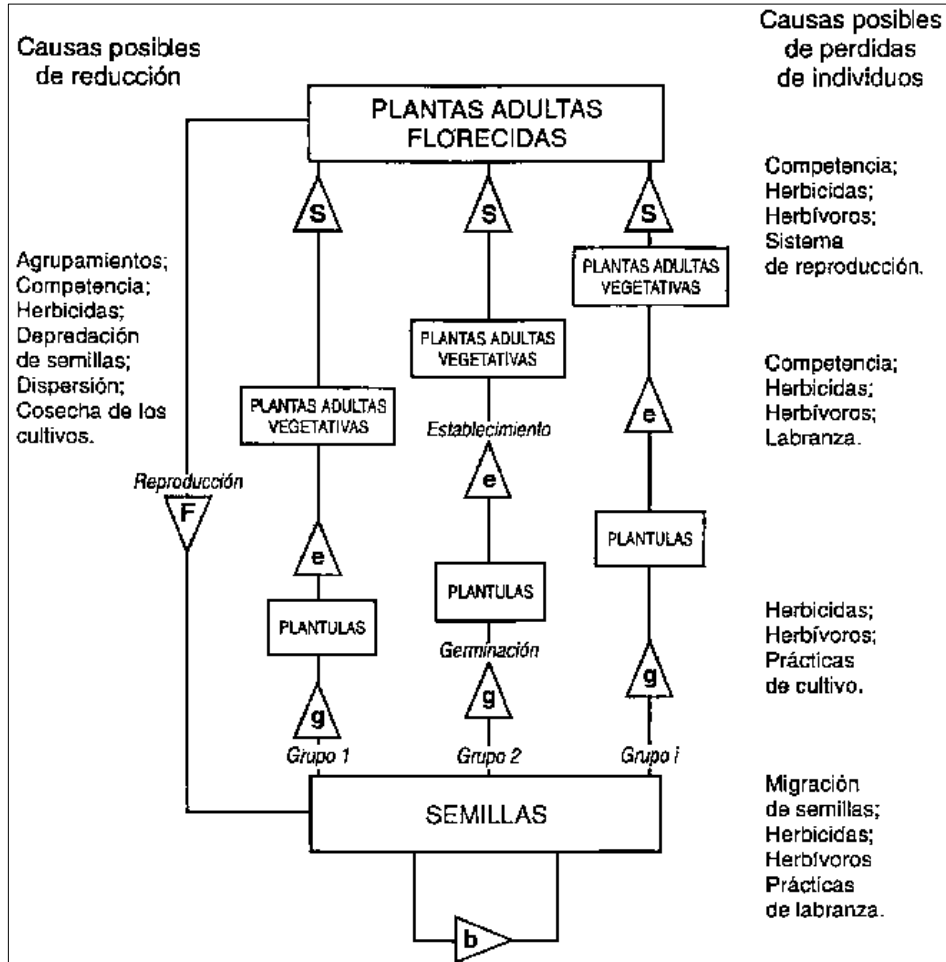 Causas posibles
de reducción
Causas posibles
de perdidas
de individuos
PLANTAS ADULTAS
FLORECIDAS
S
S
S
Competencia;
Herbicidas;
Herbívoros;
Sistema
de reproducción.
Agrupamientos;
Competencia;
Herbicidas;
Depredación
de semillas;
Dispersión;
Cosecha de los
cultivos.
PLANTAS ADULTAS
VEGETATIVAS
PLANTAS ADULTAS
VEGETATIVAS
PLANTAS ADULTAS
VEGETATIVAS
Competencia;
Herbicidas;
Herbívoros;
Labranza.
Establecimiento
e
e
e
Reproducción
F
PLANTULAS
PLANTULAS
PLANTULAS
Germinación
Herbicidas;
Herbívoros;
Prácticas
de cultivo.
g
g
g
Grupo 1
Grupo 2
Grupo i
SEMILLAS
Migración
de semillas;
Herbicidas;
Herbívoros
Prácticas
de labranza.
b